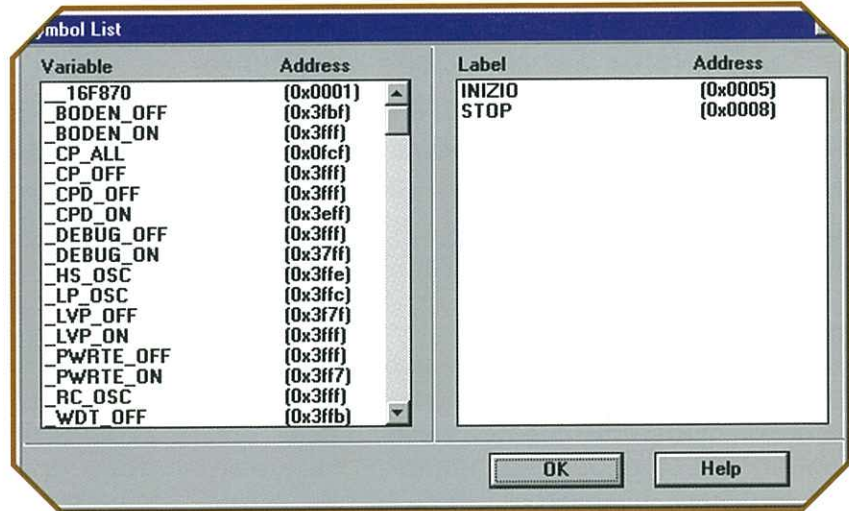 ymbol List
Variable Address
__16F870 (0x0001)
_BODEN_OFF (0x3fbf)
_BODEN_ON (0x3fff)
_CP_ALL (0x0fcf)
_CP_OFF (0x3fff)
_CPD_OFF (0x3fff)
_CPD_ON (0x3eff)
_DEBUG_OFF (0x3fff)
_DEBUG_ON (0x37ff)
_HS_OSC (0x3ffe)
_LP_OSC (0x3ffc)
_LVP_OFF (0x3f7f)
_LVP_ON (0x3fff)
_PWRTE_OFF (0x3fff)
_PWRTE_ON (0x3ff7)
_RC_OSC (0x3fff)
_WDT_OFF (0x3ffb)
Label Address
INIZIO (0x0005)
STOP (0x0008)
OK Help